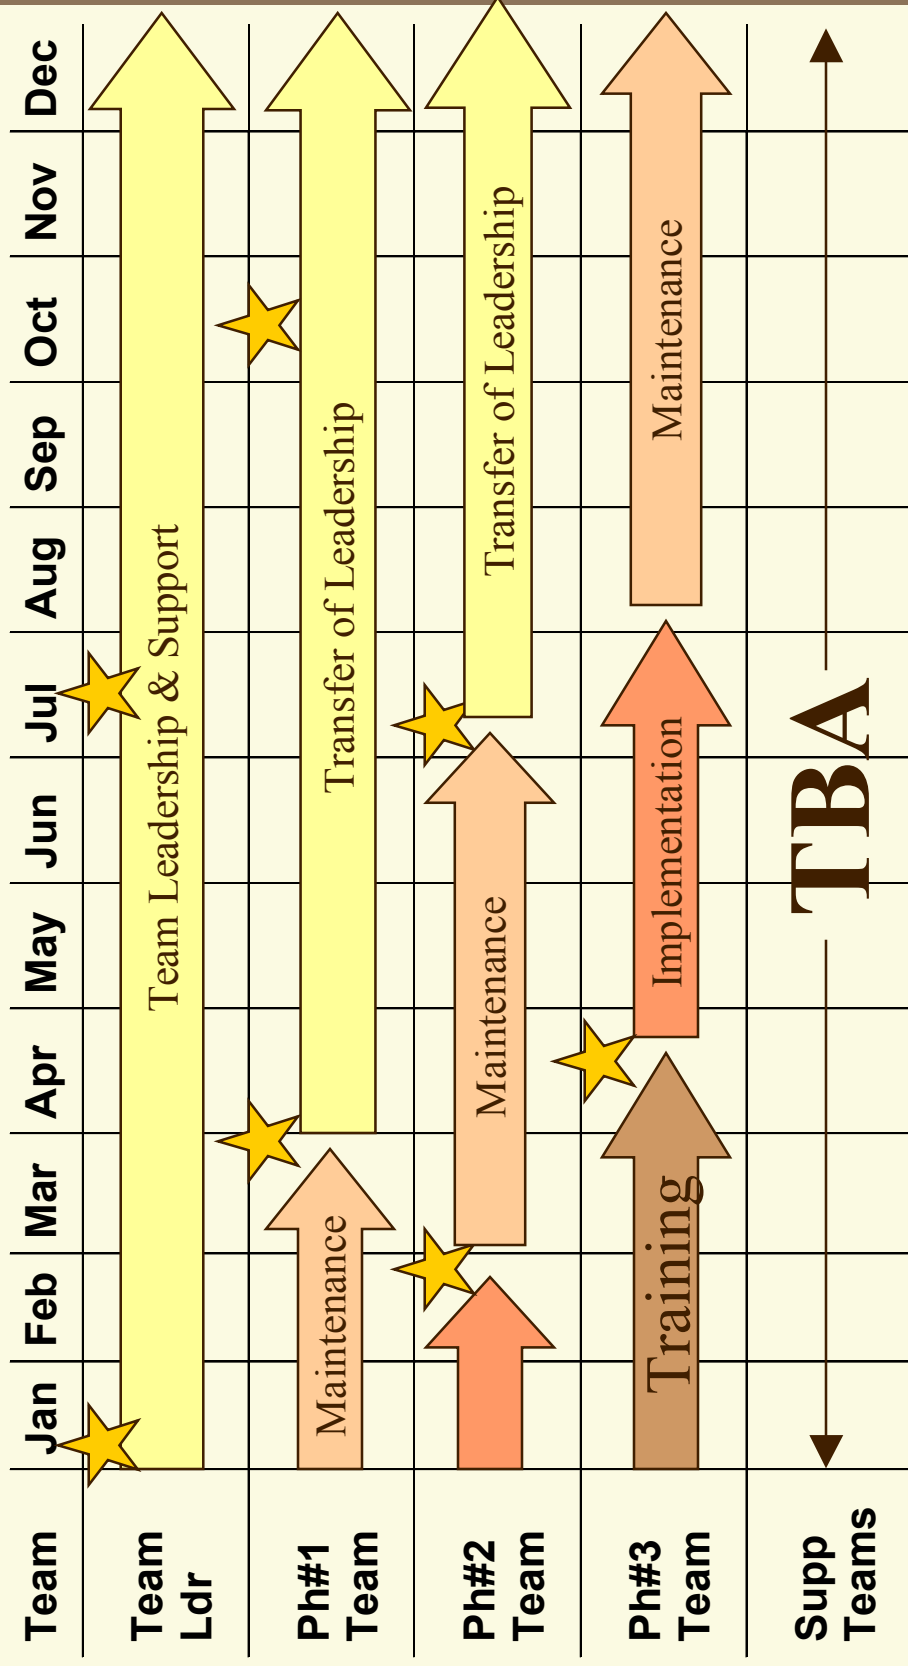 Team Jan Feb Mar Apr May Jun Jul Aug Sep Oct Nov Dec
Team
Ldr
Team Leadership & Support
Ph#1
Team
Maintenance
Transfer of Leadership
Ph#2
Team
Maintenance
Transfer of Leadership
Ph#3
Team
Training
Implementation
Maintenance
Supp
Teams
TBA